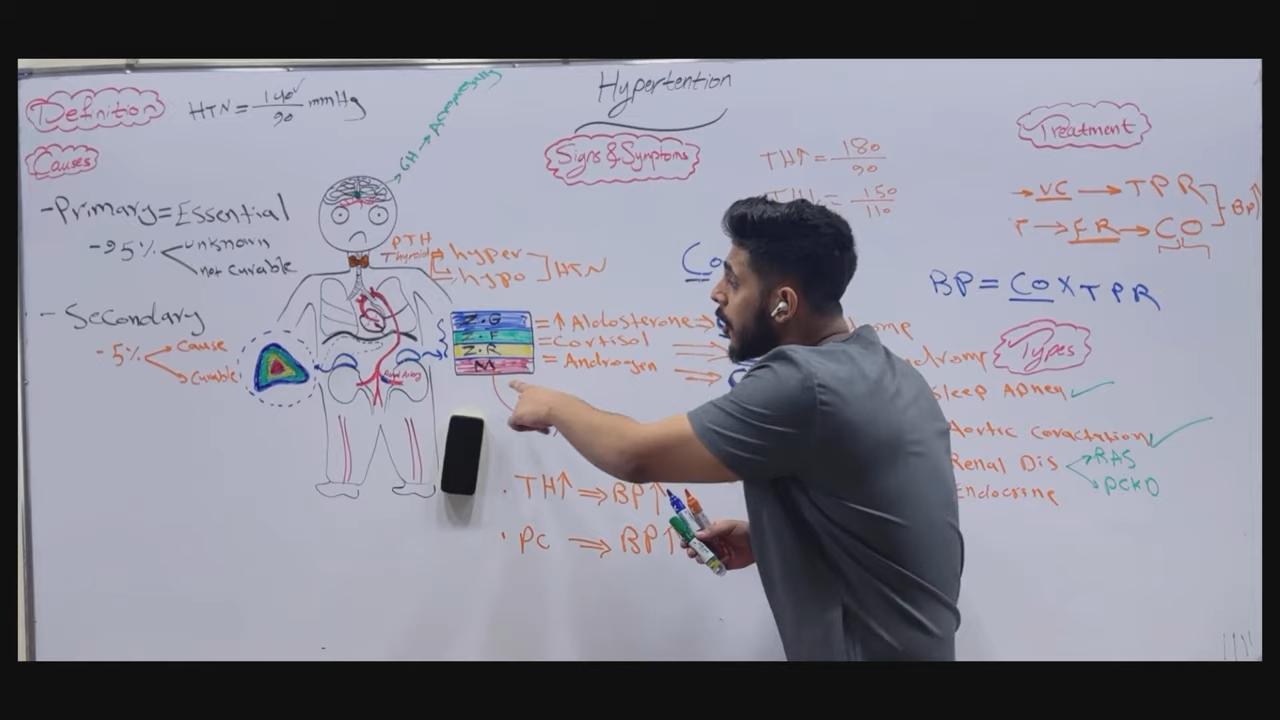 Hypertention
Definition
HTN = 140/90 mmHg
Causes
- Primary = Essential
- 95%
unknown
not curable
- Secondary
- 5%
Cause
Curable
GH → Acromegally
PTH
Thyroid
hyper
hypo
HTN
Renal Artery
Signs & Symptoms
TH↑ = 180/90
150/110
Co
Z.G = ↑ Aldosterone ⇒
Z.F = Cortisol ⇒
Z.R = Androgen ⇒
M
• TH↑ ⇒ BP↑
• PC ⇒ BP↑
Treatment
→ VC → TPR
→ FR → CO
BP↑
BP = CO X TPR
Types
Sleep Apnea ✓
Aortic Coractation ✓
Renal Dis
RAS
PCKD
Endocrine